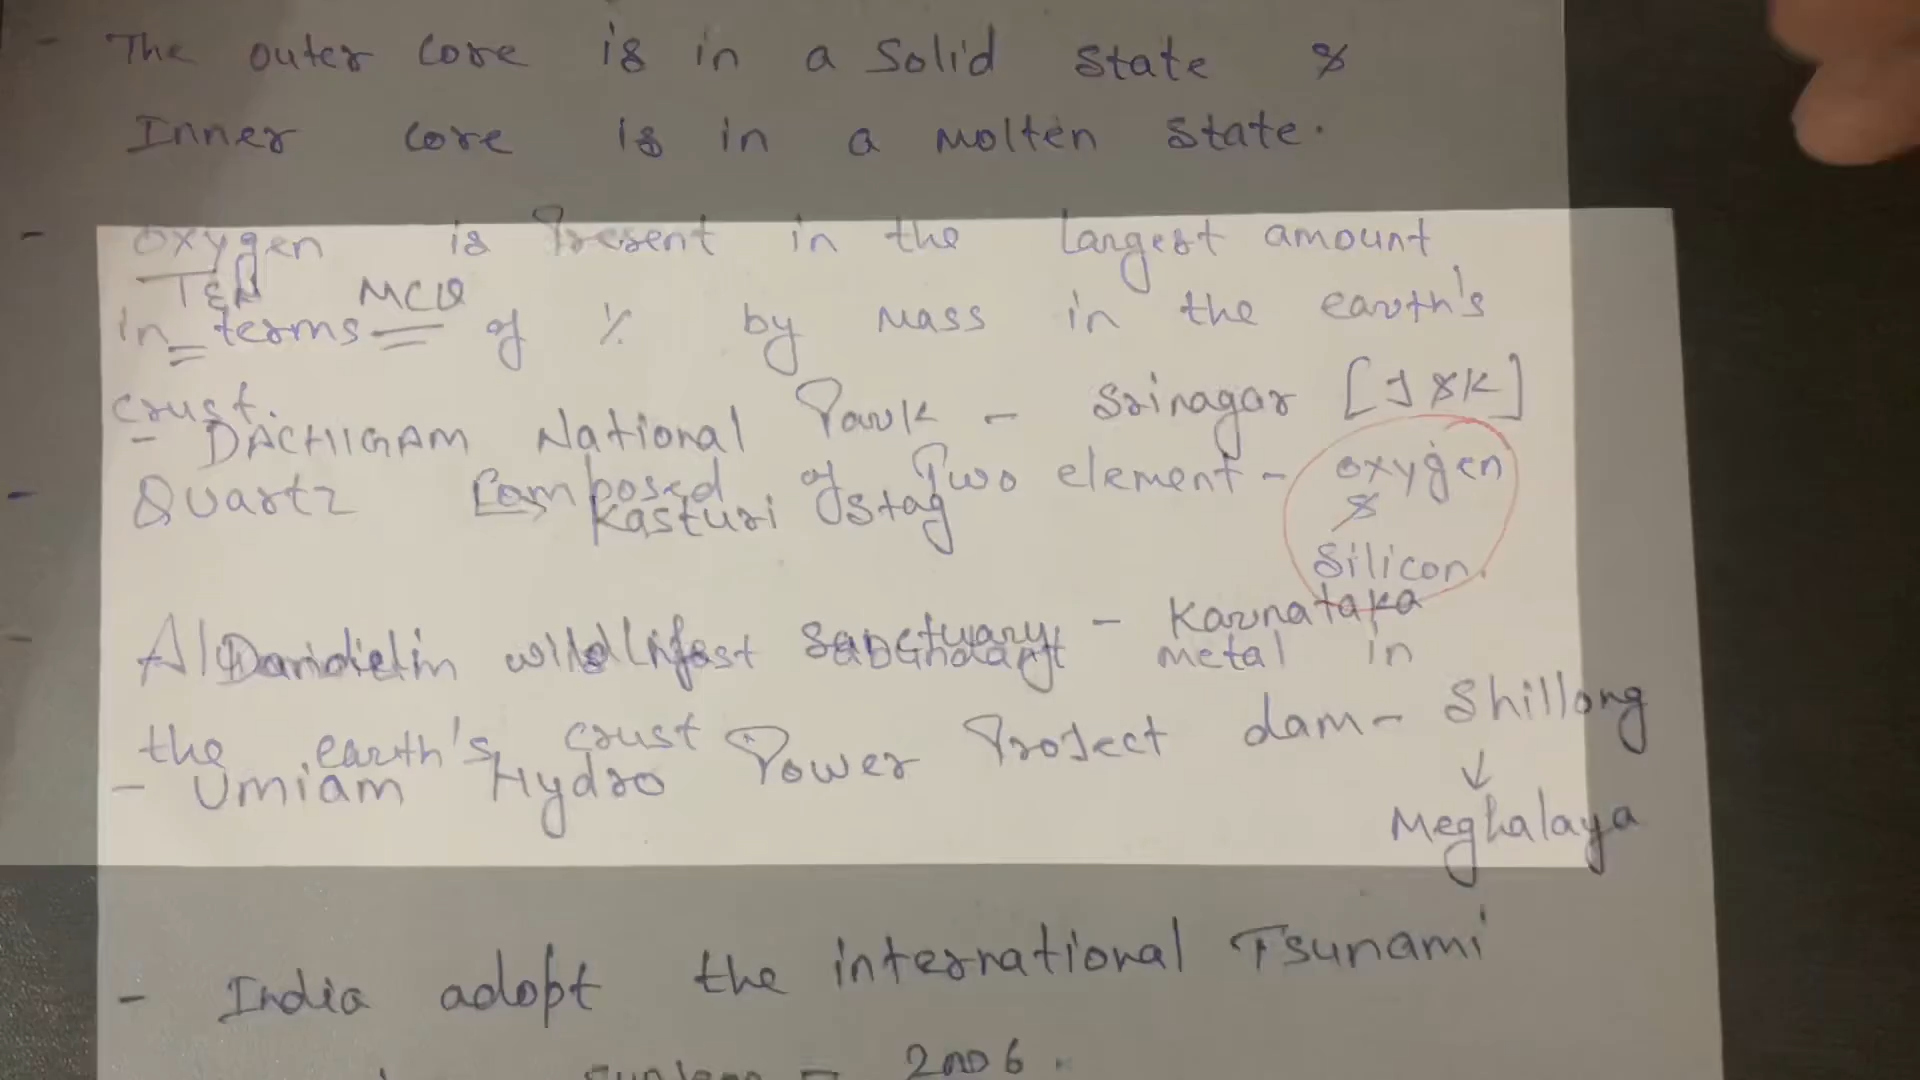 - The outer core is in a solid state &
Inner core is in a molten state.
- oxygen is Present in the largest amount
T&N MCQ
in terms of % by mass in the earth's
crust.
- DACHIGAM National Park - Srinagar [J&K]
- Quartz Composed of Two element - oxygen
&
Silicon.
Kasturi Stag
Dandelin wildlife Sanctuary - Karnataka
metal in
the earth's crust
- Umiam Hydro Power Project dam - Shillong
↓
Meghalaya
- India adopt the international Tsunami
- 2006.